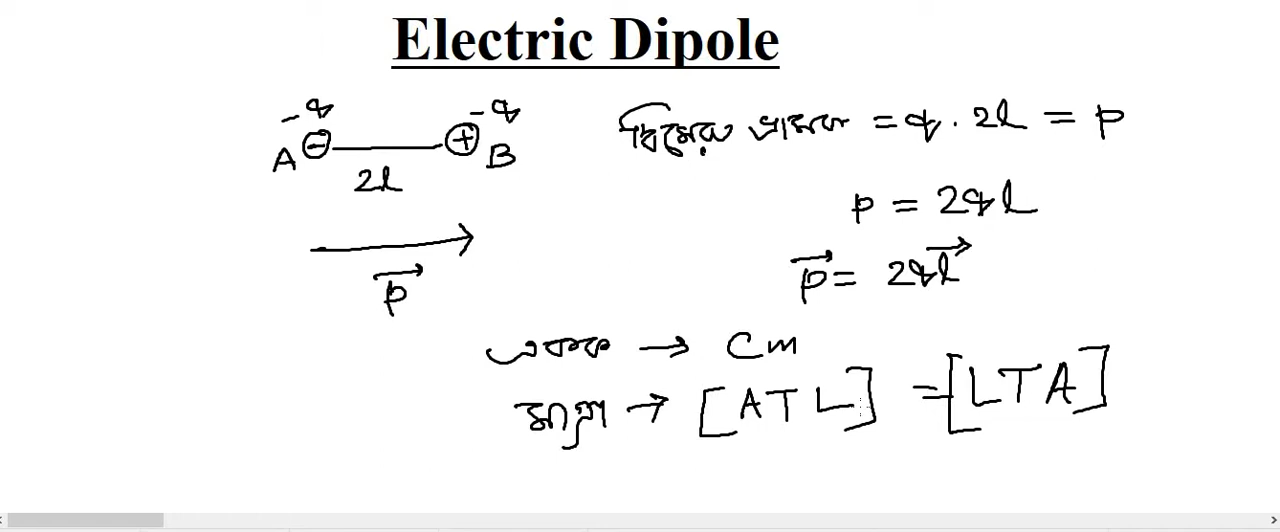 Electric Dipole
-q -q
A - + B
2l
দ্বিমেরু ভ্রামক = q . 2l = p
p = 2ql
p⃗
p⃗ = 2ql⃗
একক → Cm
মাত্রা → [ATL] = [LTA]